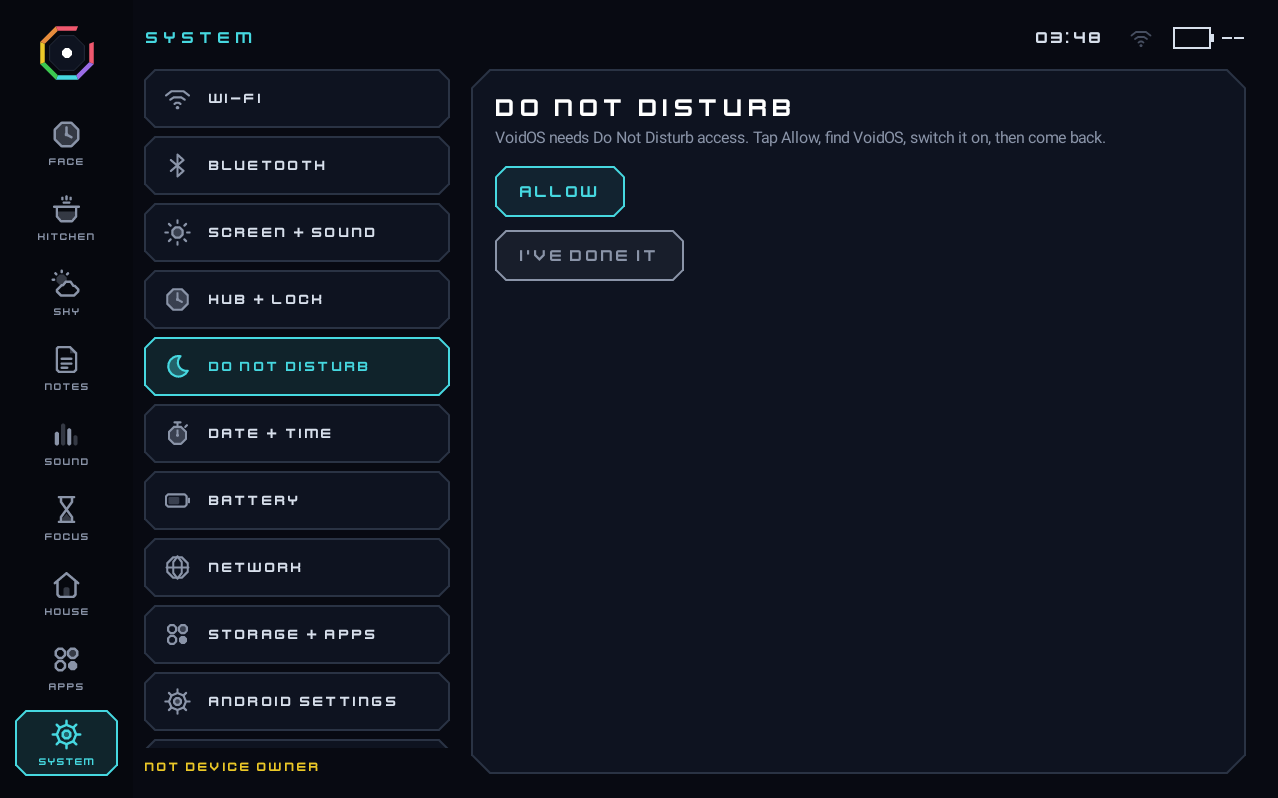 SYSTEM
03:48
--
FACE
KITCHEN
SKY
NOTES
SOUND
FOCUS
HOUSE
APPS
SYSTEM
WI-FI
BLUETOOTH
SCREEN + SOUND
HUB + LOCK
DO NOT DISTURB
DATE + TIME
BATTERY
NETWORK
STORAGE + APPS
ANDROID SETTINGS
NOT DEVICE OWNER
DO NOT DISTURB
VoidOS needs Do Not Disturb access. Tap Allow, find VoidOS, switch it on, then come back.
ALLOW
I'VE DONE IT